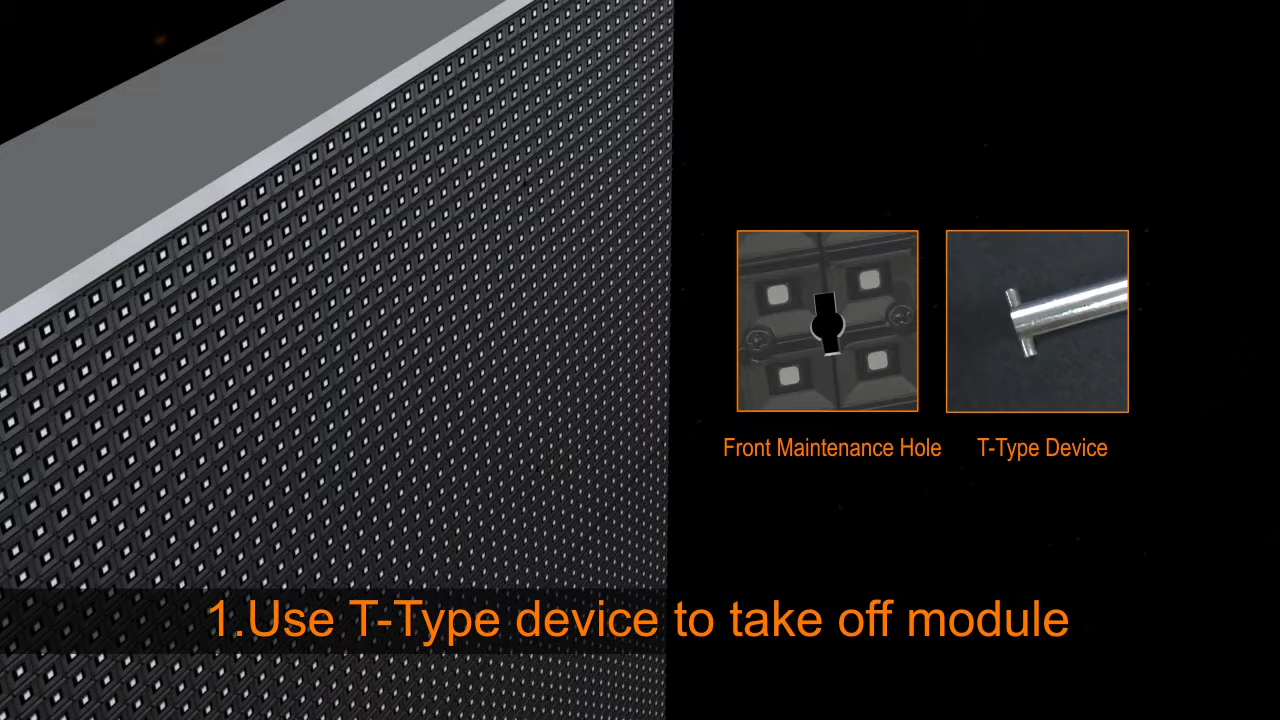 Front Maintenance Hole
T-Type Device
1.Use T-Type device to take off module